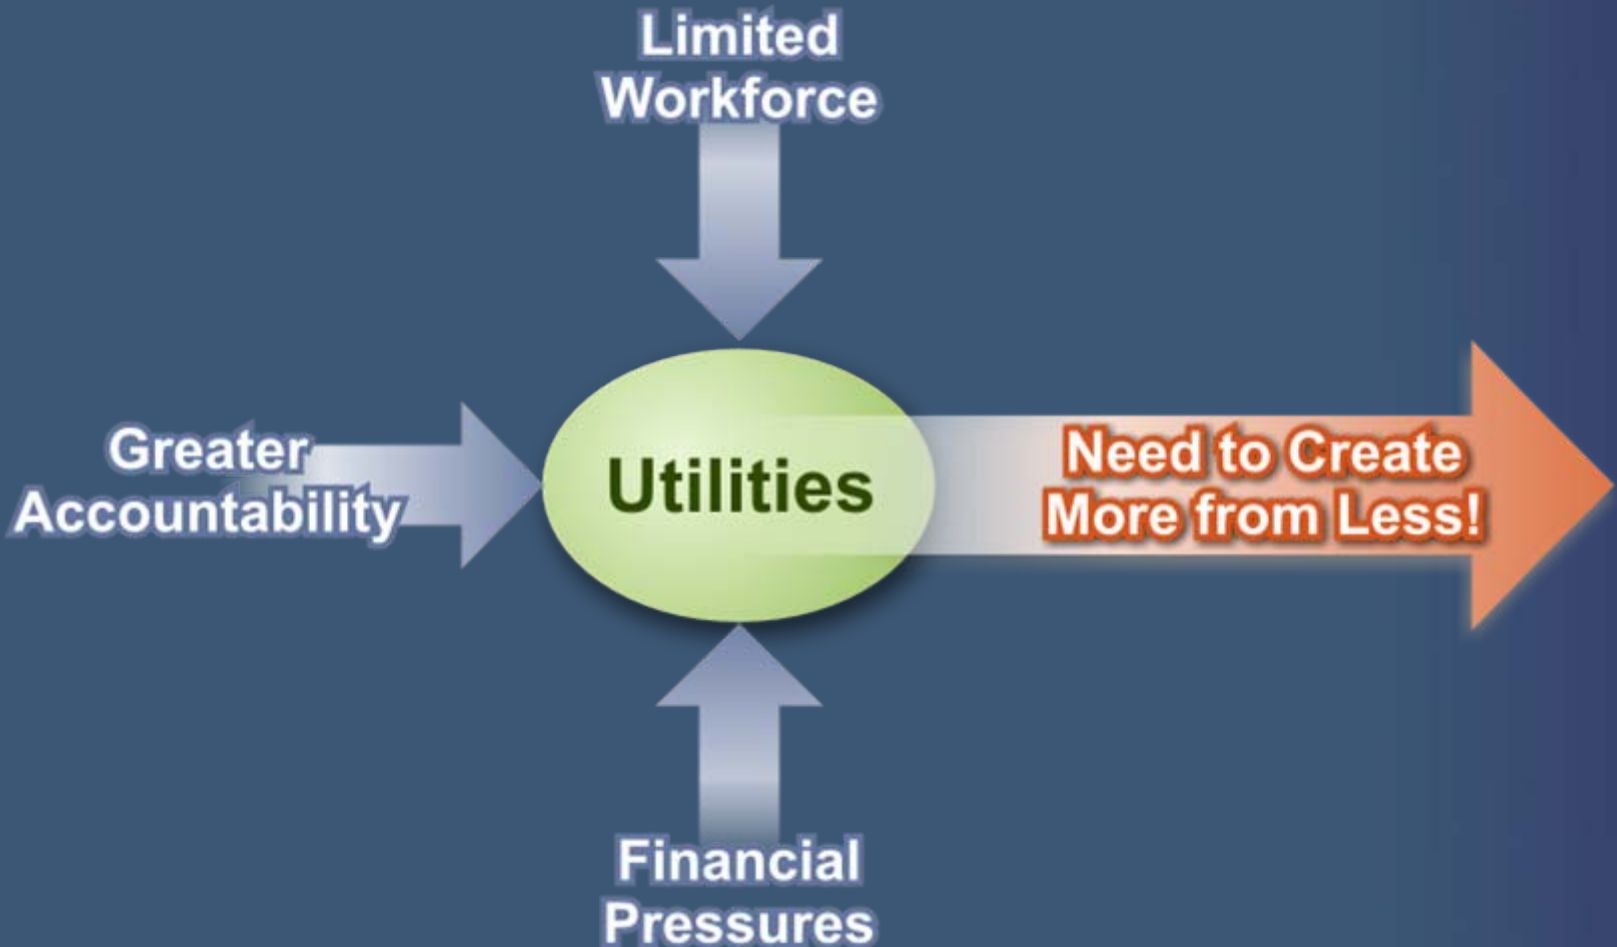 Limited
Workforce
Greater
Accountability
Utilities
Need to Create
More from Less!
Financial
Pressures